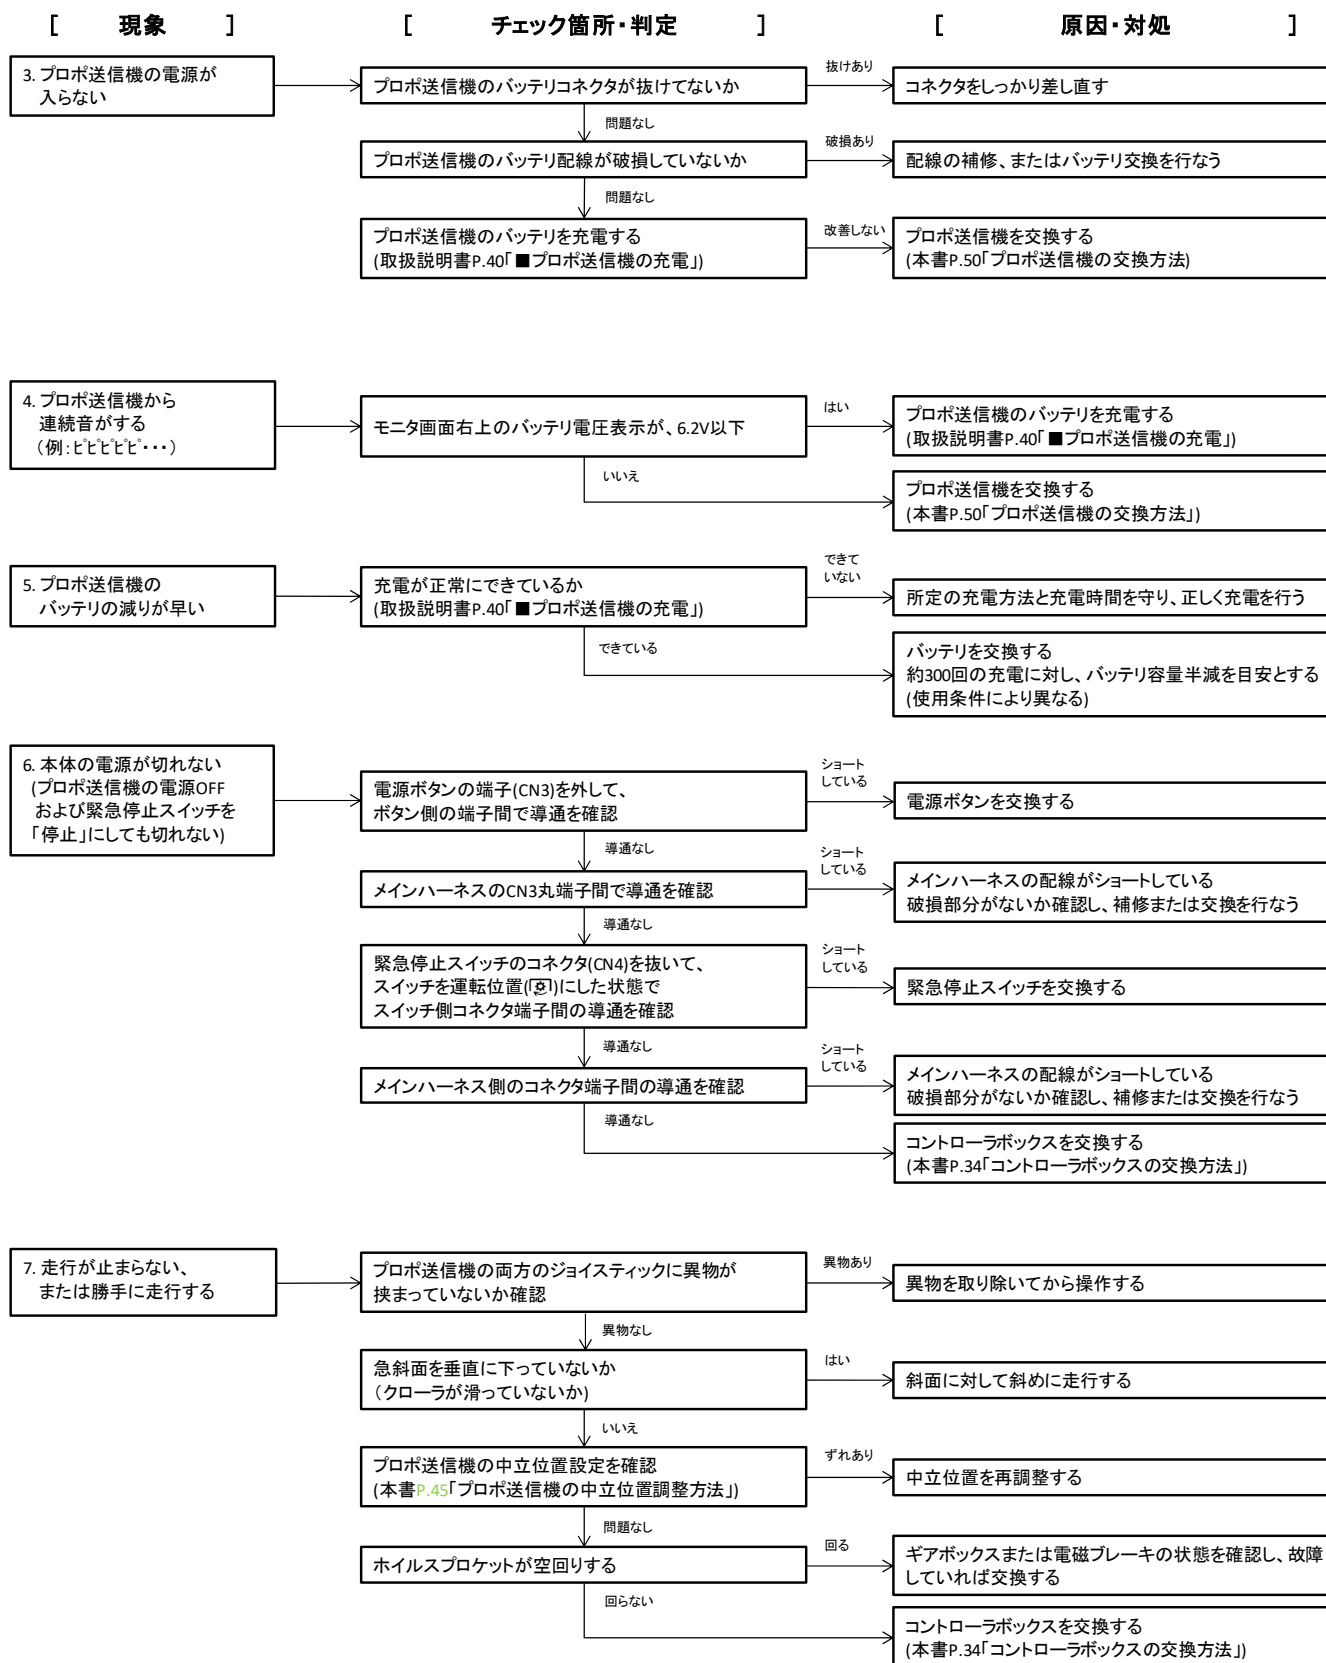 [ 現象 ]
[ チェック箇所・判定 ]
[ 原因・対処 ]
3. プロポ送信機の電源が
入らない
プロポ送信機のバッテリコネクタが抜けてないか
抜けあり
コネクタをしっかり差し直す
問題なし
プロポ送信機のバッテリ配線が破損していないか
破損あり
配線の補修、またはバッテリ交換を行なう
問題なし
プロポ送信機のバッテリを充電する
(取扱説明書P.40「■プロポ送信機の充電」)
改善しない
プロポ送信機を交換する
(本書P.50「プロポ送信機の交換方法)
4. プロポ送信機から
連続音がする
(例:ﾋﾟﾋﾟﾋﾟﾋﾟﾋﾟ・・・)
モニタ画面右上のバッテリ電圧表示が、6.2V以下
はい
プロポ送信機のバッテリを充電する
(取扱説明書P.40「■プロポ送信機の充電」)
いいえ
プロポ送信機を交換する
(本書P.50「プロポ送信機の交換方法」)
5. プロポ送信機の
バッテリの減りが早い
充電が正常にできているか
(取扱説明書P.40「■プロポ送信機の充電」)
できて
いない
所定の充電方法と充電時間を守り、正しく充電を行う
できている
バッテリを交換する
約300回の充電に対し、バッテリ容量半減を目安とする
(使用条件により異なる)
6. 本体の電源が切れない
(プロポ送信機の電源OFF
および緊急停止スイッチを
「停止」にしても切れない)
電源ボタンの端子(CN3)を外して、
ボタン側の端子間で導通を確認
ショート
している
電源ボタンを交換する
導通なし
メインハーネスのCN3丸端子間で導通を確認
ショート
している
メインハーネスの配線がショートしている
破損部分がないか確認し、補修または交換を行なう
導通なし
緊急停止スイッチのコネクタ(CN4)を抜いて、
スイッチを運転位置(「」)にした状態で
スイッチ側コネクタ端子間の導通を確認
ショート
している
緊急停止スイッチを交換する
導通なし
メインハーネス側のコネクタ端子間の導通を確認
ショート
している
メインハーネスの配線がショートしている
破損部分がないか確認し、補修または交換を行なう
導通なし
コントローラボックスを交換する
(本書P.34「コントローラボックスの交換方法」)
7. 走行が止まらない、
または勝手に走行する
プロポ送信機の両方のジョイスティックに異物が
挟まっていないか確認
異物あり
異物を取り除いてから操作する
異物なし
急斜面を垂直に下っていないか
(クローラが滑っていないか)
はい
斜面に対して斜めに走行する
いいえ
プロポ送信機の中立位置設定を確認
(本書P.45「プロポ送信機の中立位置調整方法」)
ずれあり
中立位置を再調整する
問題なし
ホイルスプロケットが空回りする
回る
ギアボックスまたは電磁ブレーキの状態を確認し、故障
していれば交換する
回らない
コントローラボックスを交換する
(本書P.34「コントローラボックスの交換方法」)